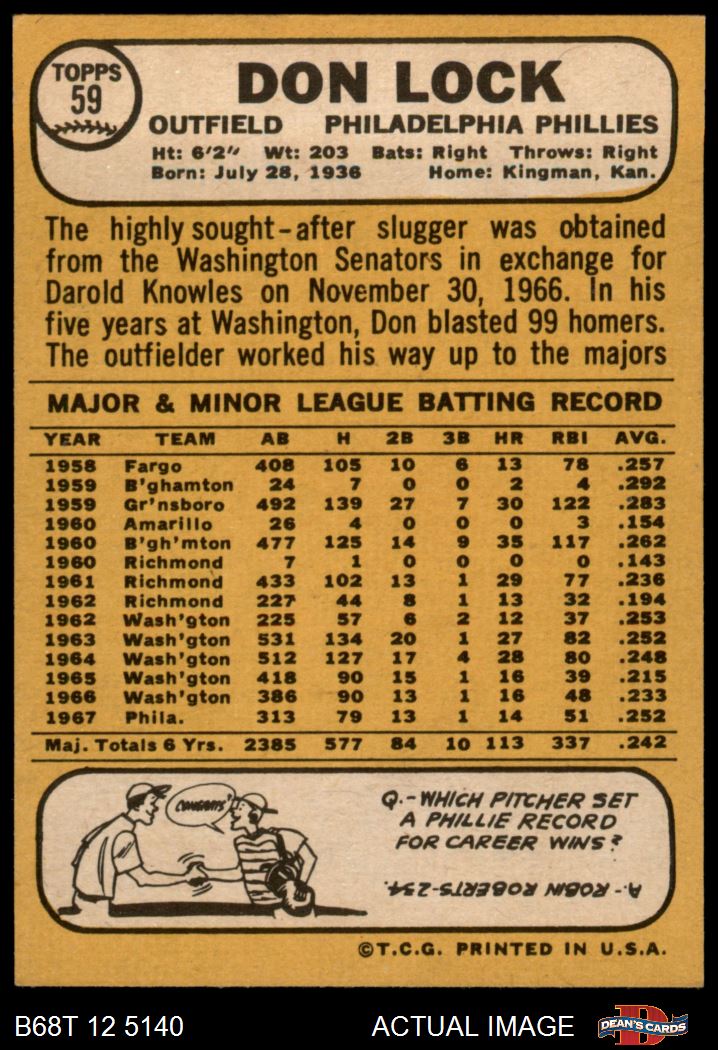 TOPPS
59
DON LOCK
OUTFIELD PHILADELPHIA PHILLIES
Ht: 6'2" Wt: 203 Bats: Right Throws: Right
Born: July 28, 1936 Home: Kingman, Kan.
The highly sought-after slugger was obtained
from the Washington Senators in exchange for
Darold Knowles on November 30, 1966. In his
five years at Washington, Don blasted 99 homers.
The outfielder worked his way up to the majors
MAJOR & MINOR LEAGUE BATTING RECORD
YEAR TEAM AB H 2B 3B HR RBI AVG.
1958 Fargo 408 105 10 6 13 78 .257
1959 B'ghamton 24 7 0 0 2 4 .292
1959 Gr'nsboro 492 139 27 7 30 122 .283
1960 Amarillo 26 4 0 0 0 3 .154
1960 B'gh'mton 477 125 14 9 35 117 .262
1960 Richmond 7 1 0 0 0 0 .143
1961 Richmond 433 102 13 1 29 77 .236
1962 Richmond 227 44 8 1 13 32 .194
1962 Wash'gton 225 57 6 2 12 37 .253
1963 Wash'gton 531 134 20 1 27 82 .252
1964 Wash'gton 512 127 17 4 28 80 .248
1965 Wash'gton 418 90 15 1 16 39 .215
1966 Wash'gton 386 90 13 1 16 48 .233
1967 Phila. 313 79 13 1 14 51 .252
Maj. Totals 6 Yrs. 2385 577 84 10 113 337 .242
CONGRATS'
Q.-WHICH PITCHER SET
A PHILLIE RECORD
FOR CAREER WINS?
A.-ROBIN ROBERTS-234.
©T.C.G. PRINTED IN U.S.A.
B68T 12 5140 ACTUAL IMAGE
D
DEAN'S CARDS